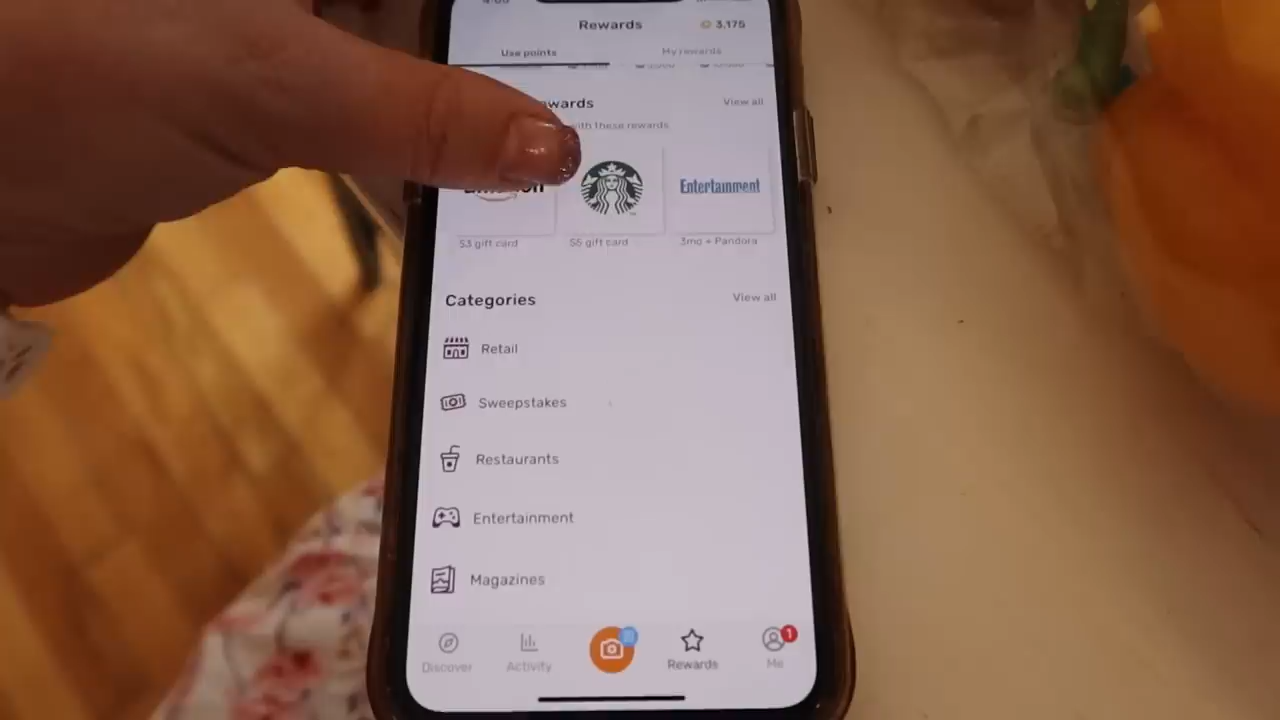 Rewards
3,175
Use points
My rewards
wards
View all
with these rewards
Entertainment
$3 gift card
$5 gift card
3mo + Pandora
Categories
View all
Retail
Sweepstakes
Restaurants
Entertainment
Magazines
Discover
Activity
Rewards
1
Me